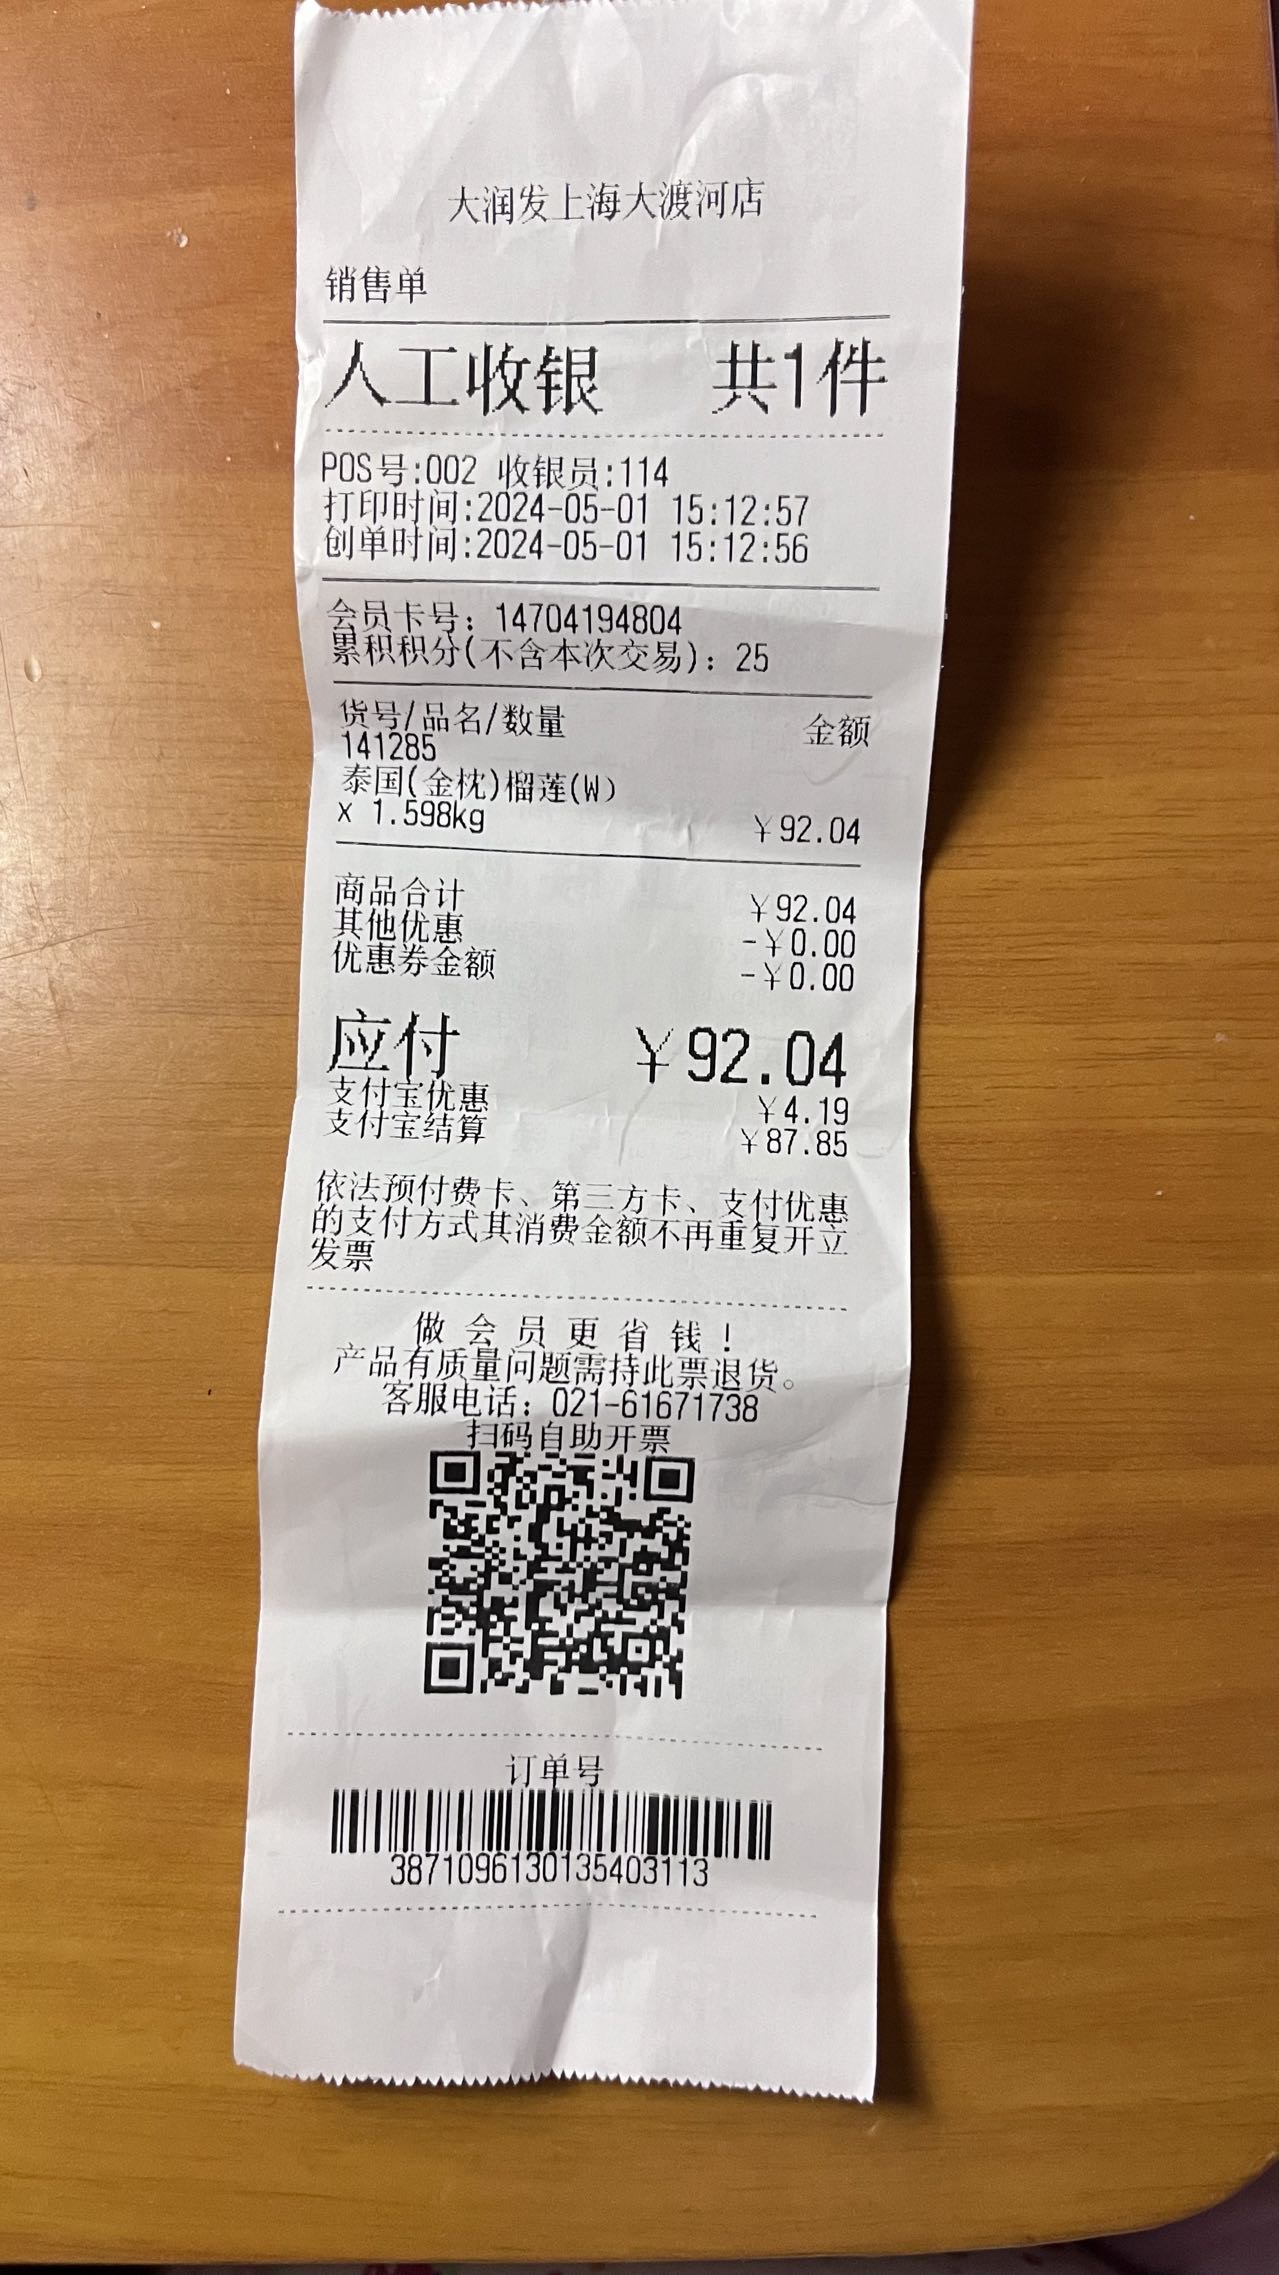 大润发上海大渡河店
销售单
人工收银 共1件
POS号:002 收银员:114
打印时间:2024-05-01 15:12:57
创单时间:2024-05-01 15:12:56
会员卡号: 14704194804
累积积分(不含本次交易): 25
货号/品名/数量 金额
141285
泰国(金枕)榴莲(W)
x 1.598kg ￥92.04
商品合计 ￥92.04
其他优惠 -￥0.00
优惠券金额 -￥0.00
应付 ￥92.04
支付宝优惠 ￥4.19
支付宝结算 ￥87.85
依法预付费卡、第三方卡、支付优惠
的支付方式其消费金额不再重复开立
发票
做会员更省钱!
产品有质量问题需持此票退货。
客服电话: 021-61671738
扫码自助开票
订单号
3871096130135403113